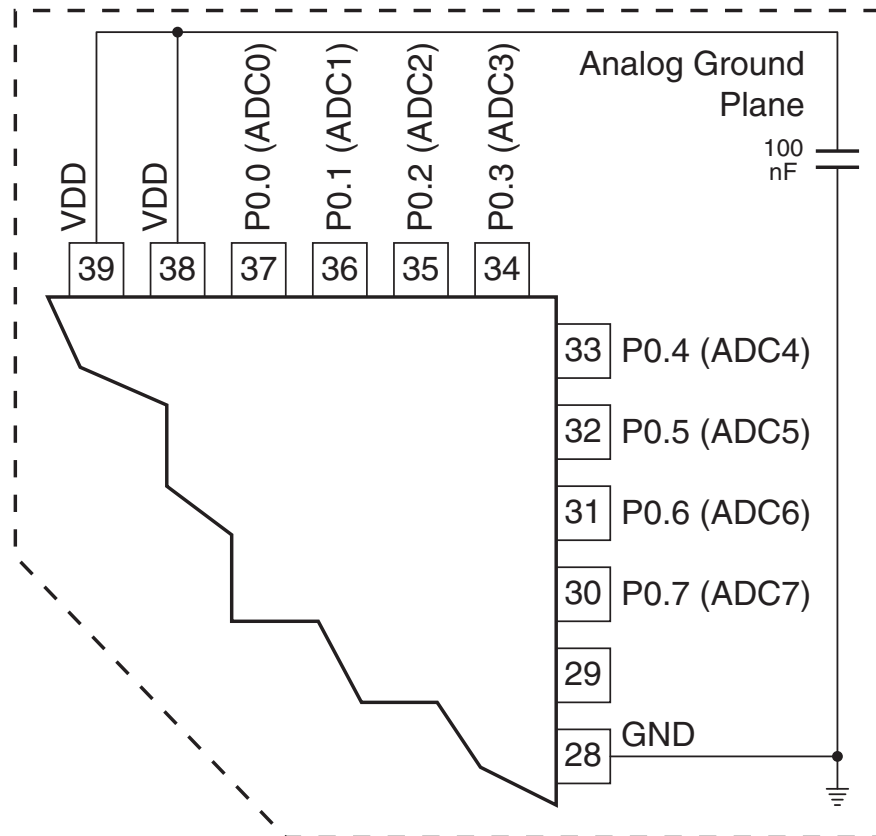 VDD
VDD
P0.0 (ADC0)
P0.1 (ADC1)
P0.2 (ADC2)
P0.3 (ADC3)
Analog Ground
Plane
100
nF
39
38
37
36
35
34
33 P0.4 (ADC4)
32 P0.5 (ADC5)
31 P0.6 (ADC6)
30 P0.7 (ADC7)
29
28 GND